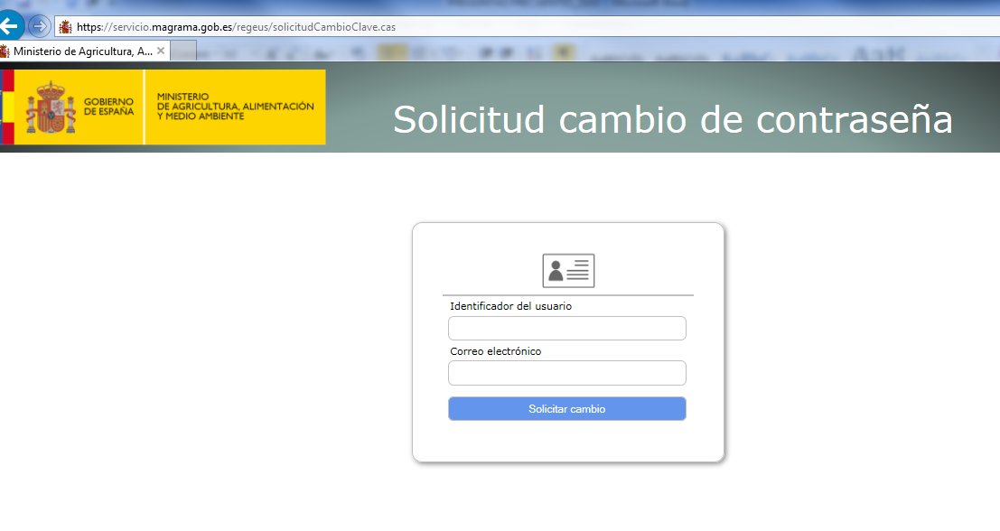 https://servicio.magrama.gob.es/regeus/solicitudCambioClave.cas
Ministerio de Agricultura, A...
GOBIERNO
DE ESPAÑA
MINISTERIO
DE AGRICULTURA, ALIMENTACIÓN
Y MEDIO AMBIENTE
Solicitud cambio de contraseña
Identificador del usuario
Correo electrónico
Solicitar cambio